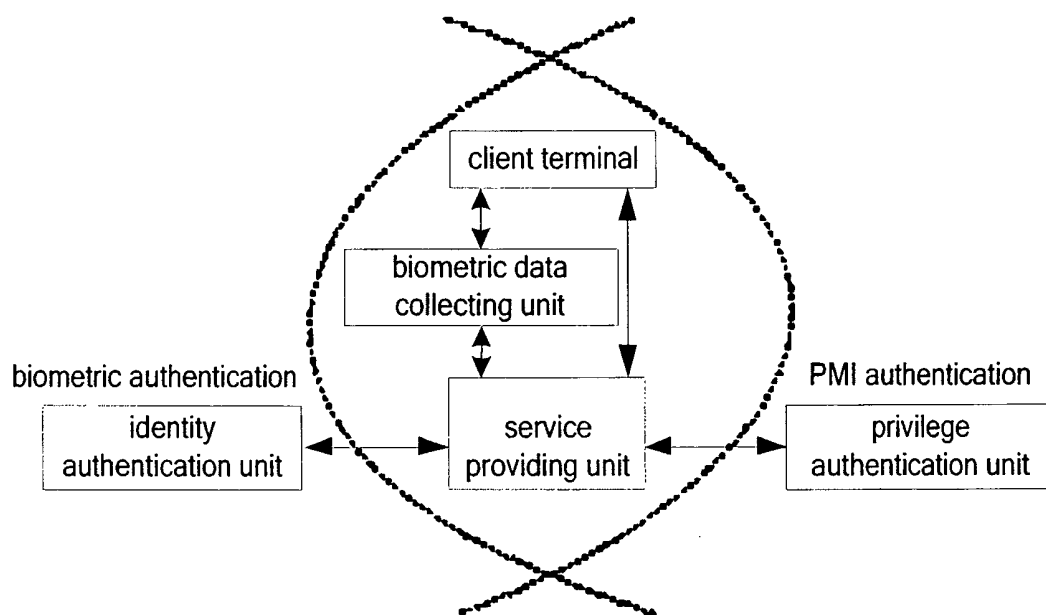 client terminal
biometric data
collecting unit
biometric authentication
PMI authentication
identity
authentication unit
service
providing unit
privilege
authentication unit